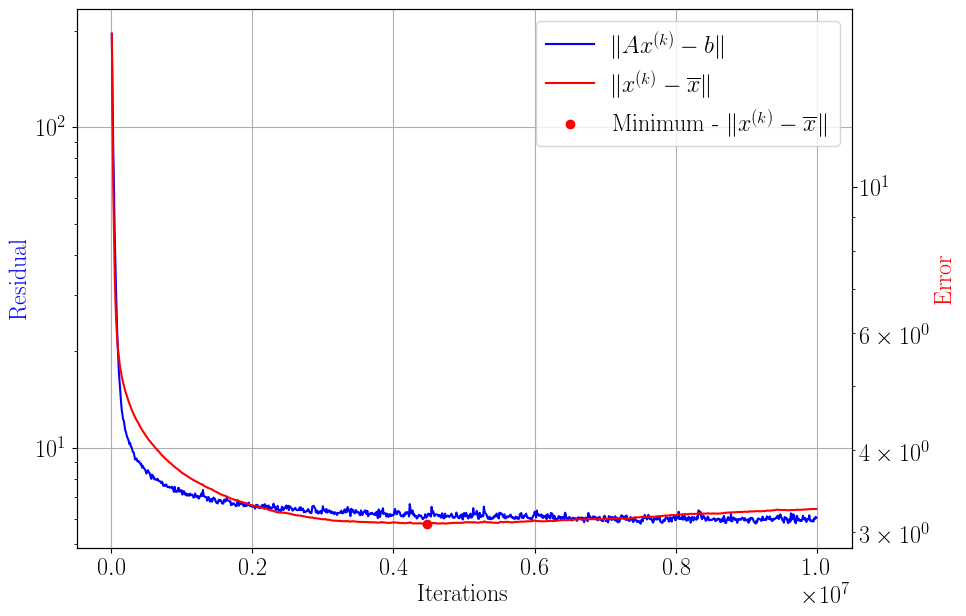 ‖Ax^(k) − b‖
‖x^(k) − x̅‖
Minimum - ‖x^(k) − x̅‖
Residual
10^2
10^1
Error
10^1
6 × 10^0
4 × 10^0
3 × 10^0
0.0 0.2 0.4 0.6 0.8 1.0
Iterations
×10^7